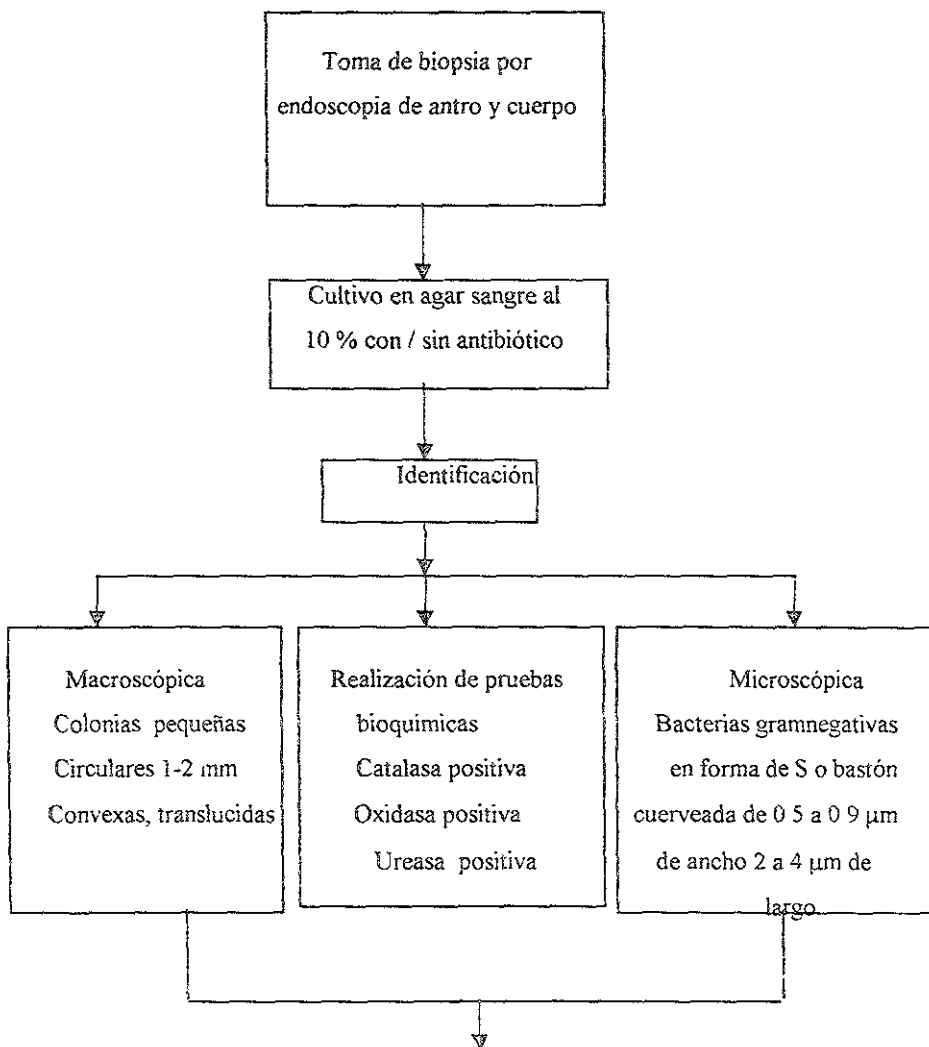 Toma de biopsia por
endoscopia de antro y cuerpo
Cultivo en agar sangre al
10 % con / sin antibiótico
Identificación
Macroscópica
Colonias pequeñas
Circulares 1-2 mm
Convexas, translucidas
Realización de pruebas
bioquimicas
Catalasa positiva
Oxidasa positiva
Ureasa positiva
Microscópica
Bacterias gramnegativas
en forma de S o bastón
cuerveada de 0 5 a 0 9 µm
de ancho 2 a 4 µm de
largo